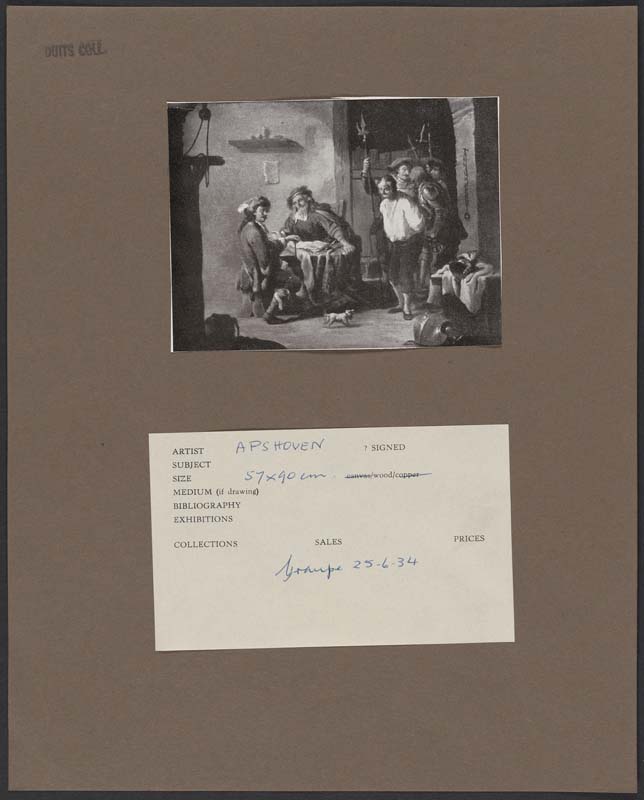 DUITS COLL.
ARTIST APSHOVEN ? SIGNED
SUBJECT
SIZE 57x90 cm. canvas/wood/copper
MEDIUM (if drawing)
BIBLIOGRAPHY
EXHIBITIONS
COLLECTIONS SALES PRICES
Graupe 25-6-34